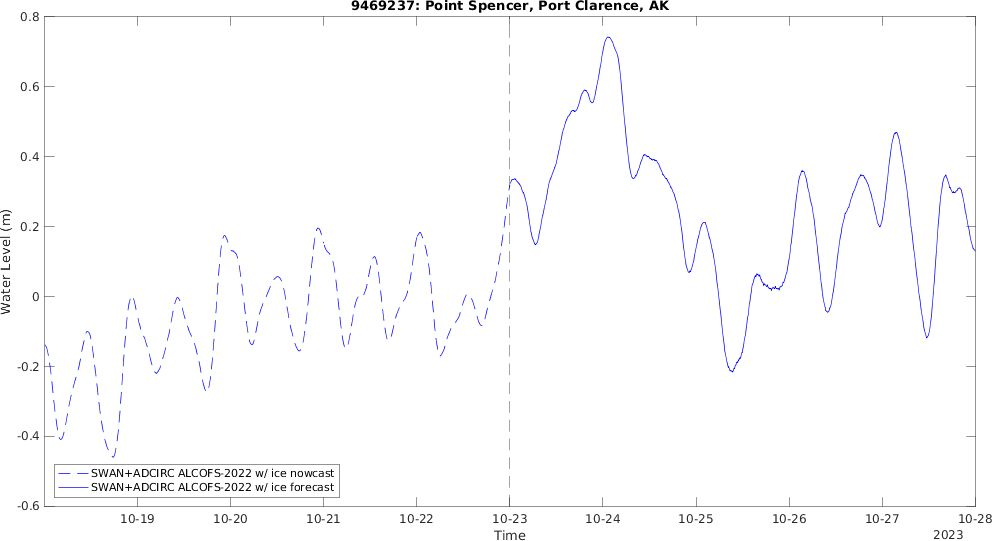 9469237: Point Spencer, Port Clarence, AK
0.8
0.6
0.4
0.2
0
-0.2
-0.4
-0.6
Water Level (m)
SWAN+ADCIRC ALCOFS-2022 w/ ice nowcast
SWAN+ADCIRC ALCOFS-2022 w/ ice forecast
10-19 10-20 10-21 10-22 10-23 10-24 10-25 10-26 10-27 10-28
Time
2023